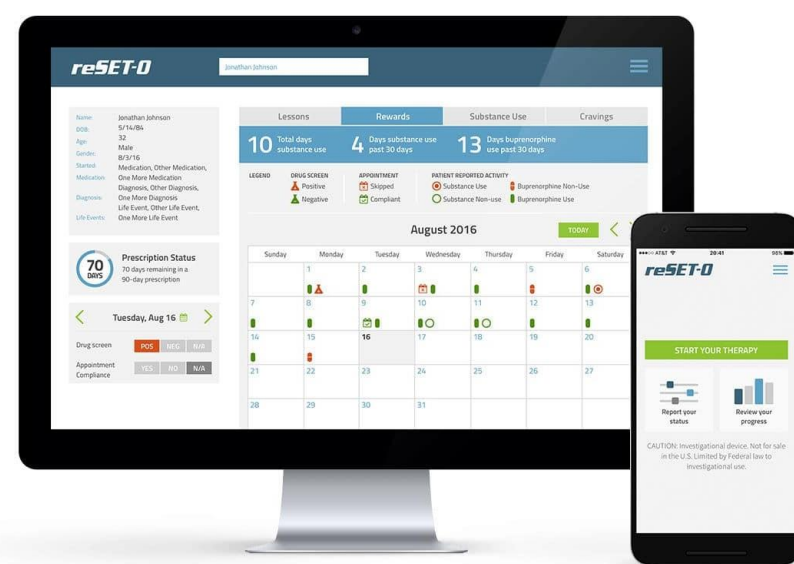 reSET-O
Jonathan Johnson
Name: Jonathan Johnson
DOB: 5/14/84
Age: 32
Gender: Male
Started: 8/3/16
Medication: Medication, Other Medication,
One More Medication
Diagnosis: Diagnosis, Other Diagnosis,
One More Diagnosis
Life Events: Life Event, Other Life Event,
One More Life Event
70
DAYS
Prescription Status
70 days remaining in a
90-day prescription
Tuesday, Aug 16
Drug screen POS NEG N/A
Appointment
Compliance YES NO N/A
Lessons Rewards Substance Use Cravings
10 Total days
substance use
4 Days substance use
past 30 days
13 Days buprenorphine
use past 30 days
LEGEND DRUG SCREEN APPOINTMENT PATIENT REPORTED ACTIVITY
Positive Skipped Substance Use Buprenorphine Non-Use
Negative Compliant Substance Non-use Buprenorphine Use
August 2016 TODAY
Sunday Monday Tuesday Wednesday Thursday Friday Saturday
1 2 3 4 5 6
7 8 9 10 11 12 13
14 15 16 17 18 19 20
21 22 23 24 25 26 27
28 29 30 31
AT&T 20:41 98%
reSET-O
START YOUR THERAPY
Report your
status
Review your
progress
CAUTION: Investigational device. Not for sale
in the U.S. Limited by Federal law to
investigational use.